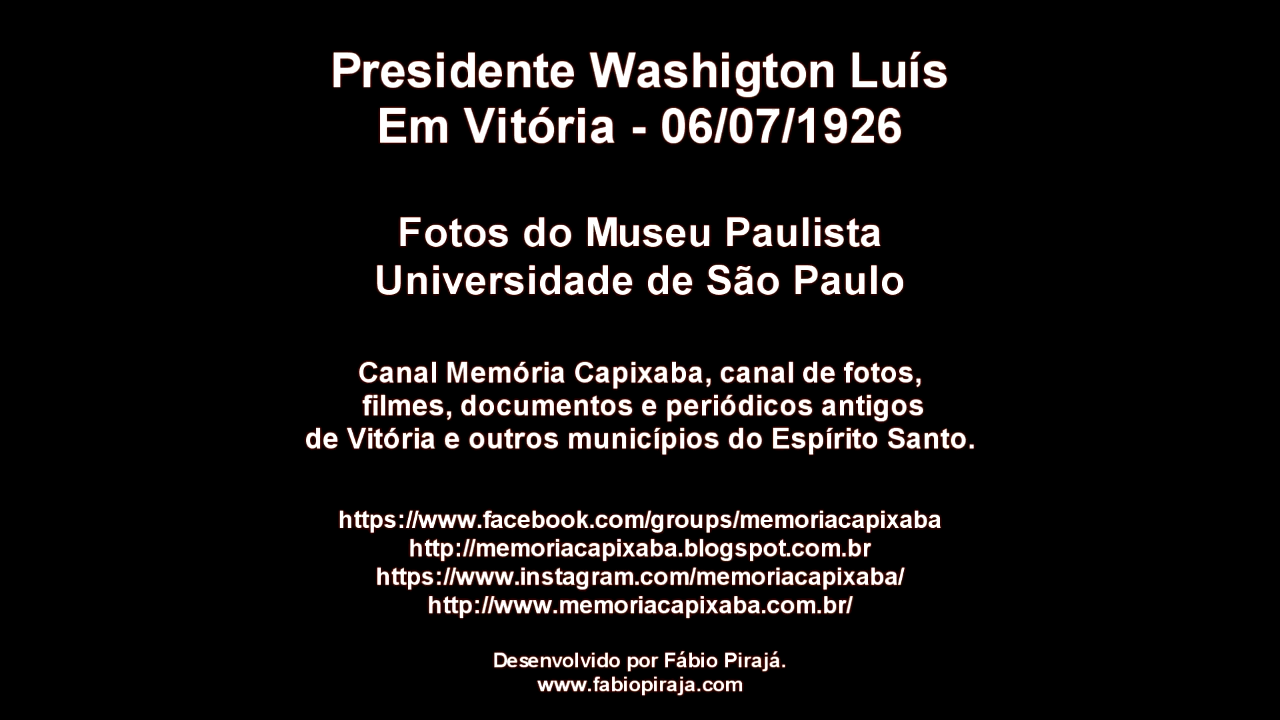 Presidente Washigton Luís
Em Vitória - 06/07/1926
Fotos do Museu Paulista
Universidade de São Paulo
Canal Memória Capixaba, canal de fotos,
filmes, documentos e periódicos antigos
de Vitória e outros municípios do Espírito Santo.
https://www.facebook.com/groups/memoriacapixaba
http://memoriacapixaba.blogspot.com.br
https://www.instagram.com/memoriacapixaba/
http://www.memoriacapixaba.com.br/
Desenvolvido por Fábio Pirajá.
www.fabiopiraja.com